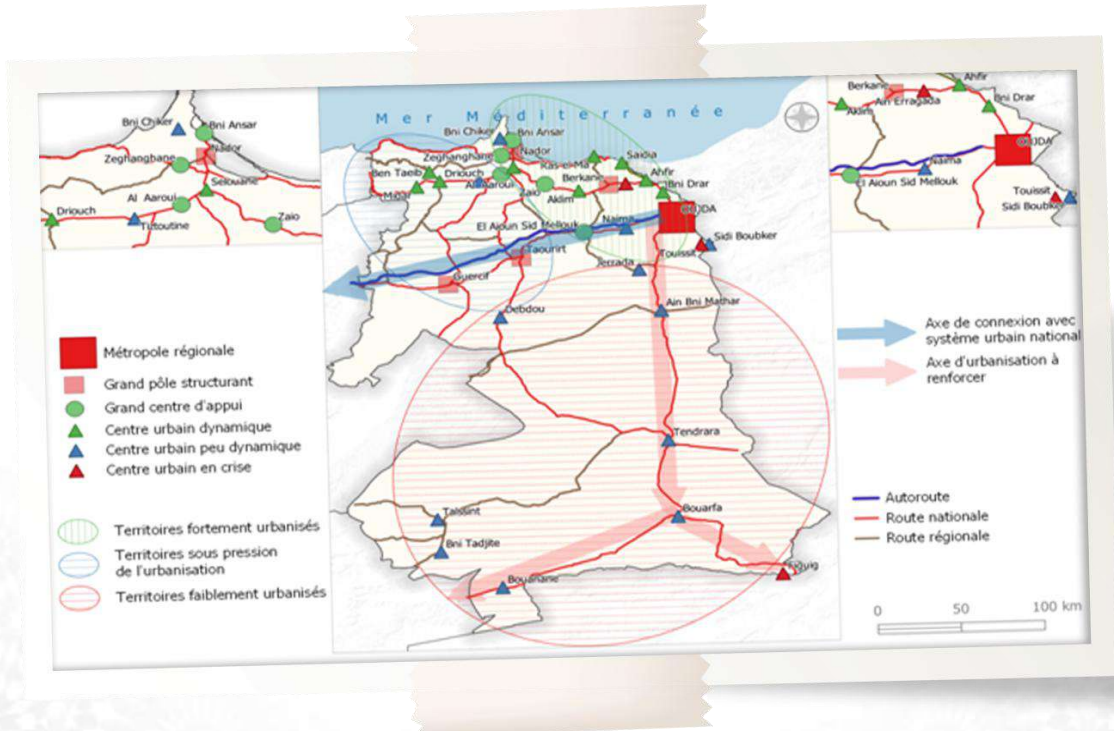 Bni Chiker
Bni Ansar
Nador
Zeghangbane
Selouane
Al Aaroui
Driouch
Tiztoutine
Zaio
Mer Méditerranée
Bni Chiker
Bni Ansar
Zeghanghane
Nador
Kas-el-Ma
Saidia
Ben Taieb
Driouch
Al Aaroui
Berkane
Ahfir
Midar
Zaio
Aklim
Bni Drar
El Aioun Sid Mellouk
Naima
OUJDA
Sidi Boubker
Taourirt
Touissit
Jerrada
Guercif
Debdou
Ain Bni Mathar
Tendrara
Bouarfa
Talssint
Bni Tadjite
Bouanane
Figuig
Berkane
Ahfir
Ain Erragada
Bni Drar
Aklim
OUJDA
Naima
El Aioun Sid Mellouk
Touissit
Sidi Boubker
Métropole régionale
Grand pôle structurant
Grand centre d'appui
Centre urbain dynamique
Centre urbain peu dynamique
Centre urbain en crise
Territoires fortement urbanisés
Territoires sous pression
de l'urbanisation
Territoires faiblement urbanisés
Axe de connexion avec
système urbain national
Axe d'urbanisation à
renforcer
Autoroute
Route nationale
Route régionale
0 50 100 km